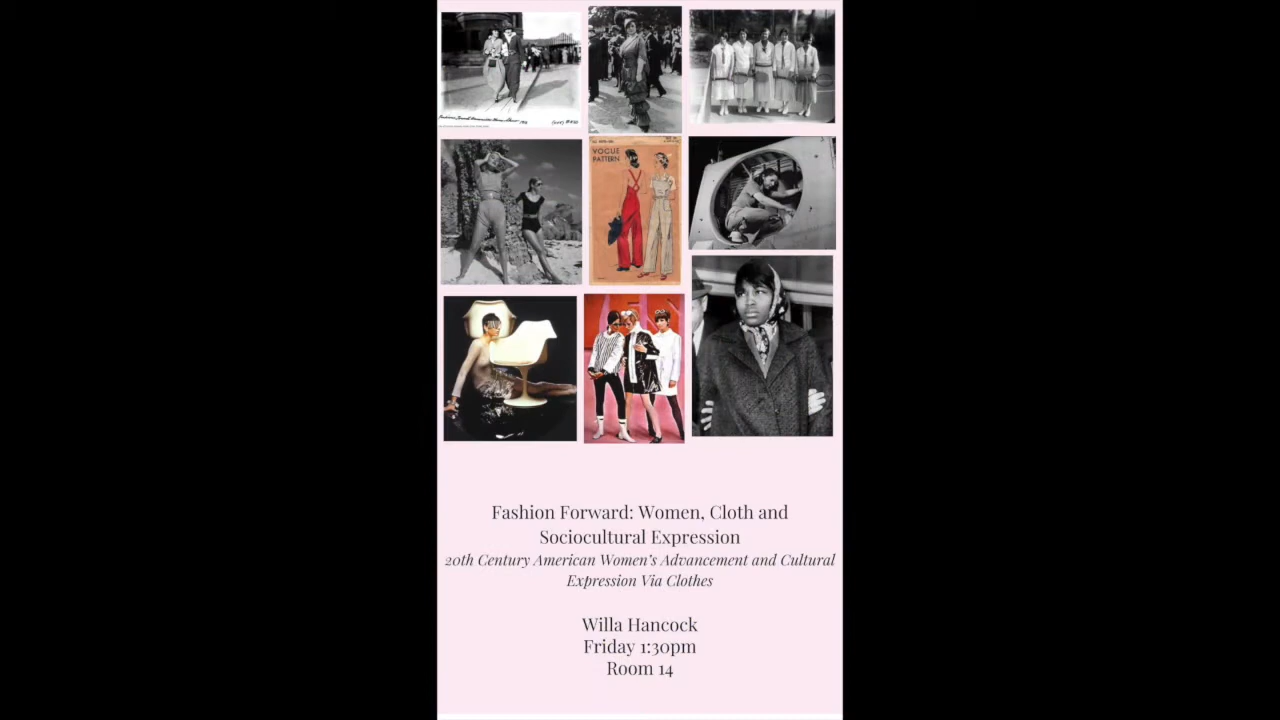 VOGUE
PATTERN
Fashion Forward: Women, Cloth and
Sociocultural Expression
20th Century American Women's Advancement and Cultural
Expression Via Clothes
Willa Hancock
Friday 1:30pm
Room 14